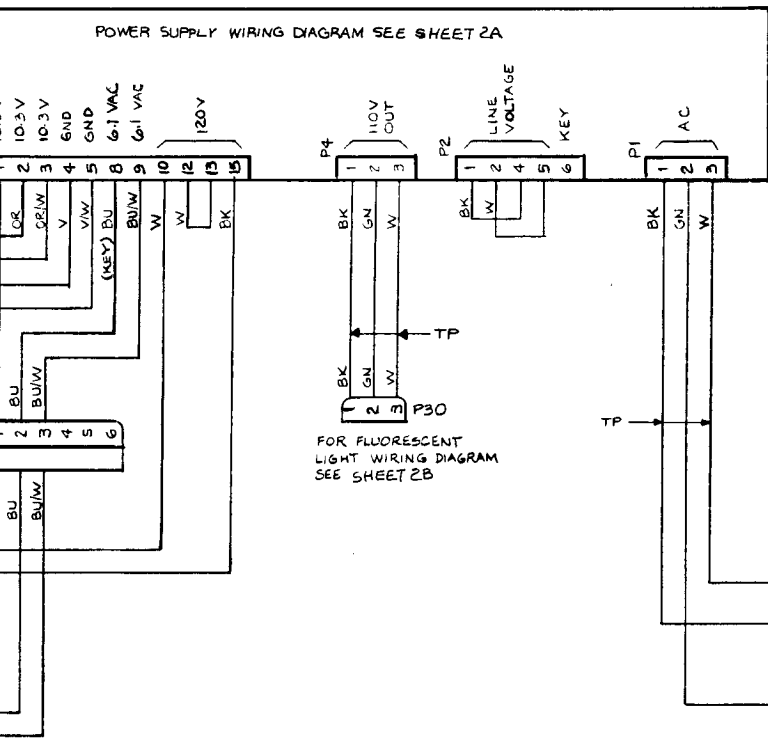 POWER SUPPLY WIRING DIAGRAM SEE SHEET 2A
10.3 V
10.3 V
GND
GND
6.1 VAC
6.1 VAC
120V
P4
110V
OUT
P2
LINE
VOLTAGE
KEY
P1
AC
1 2 3 4 5 8 9 10 12 13 15
1 2 3
1 2 4 5 6
1 2 3
OR
OR/W
V
V/W
(KEY) BU
BU/W
W
W
BK
BK
GN
W
BK
W
BK
GN
W
TP
BK
GN
W
1 2 3
P30
FOR FLUORESCENT
LIGHT WIRING DIAGRAM
SEE SHEET 2B
TP
BU
BU/W
1 2 3 4 5 6
BU
BU/W